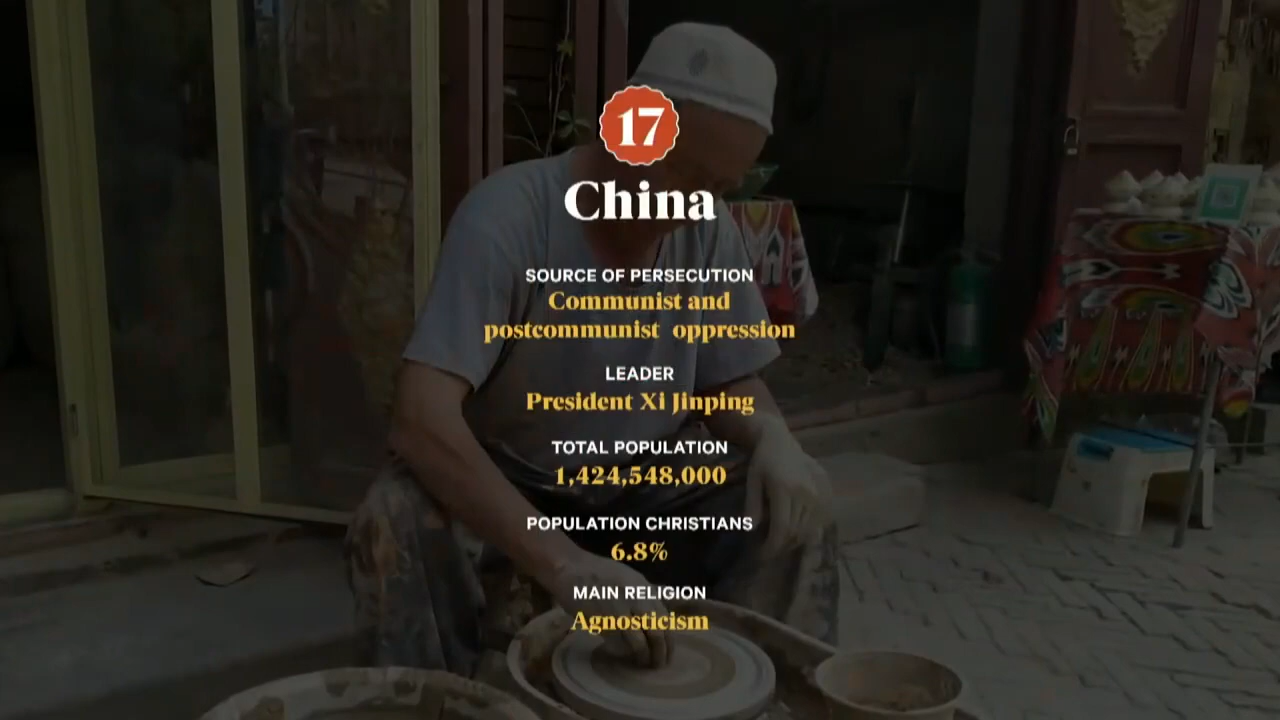 17
China
SOURCE OF PERSECUTION
Communist and
postcommunist oppression
LEADER
President Xi Jinping
TOTAL POPULATION
1,424,548,000
POPULATION CHRISTIANS
6.8%
MAIN RELIGION
Agnosticism